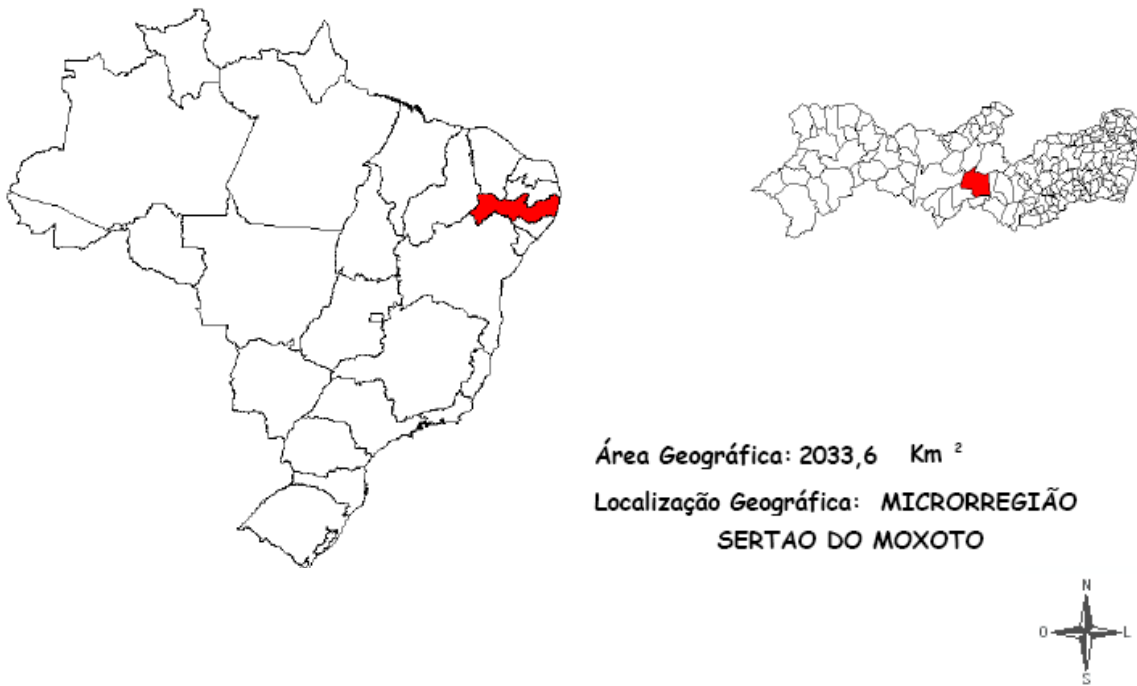 Área Geográfica: 2033,6 Km ²
Localização Geográfica: MICRORREGIÃO
SERTAO DO MOXOTO
N
O L
S